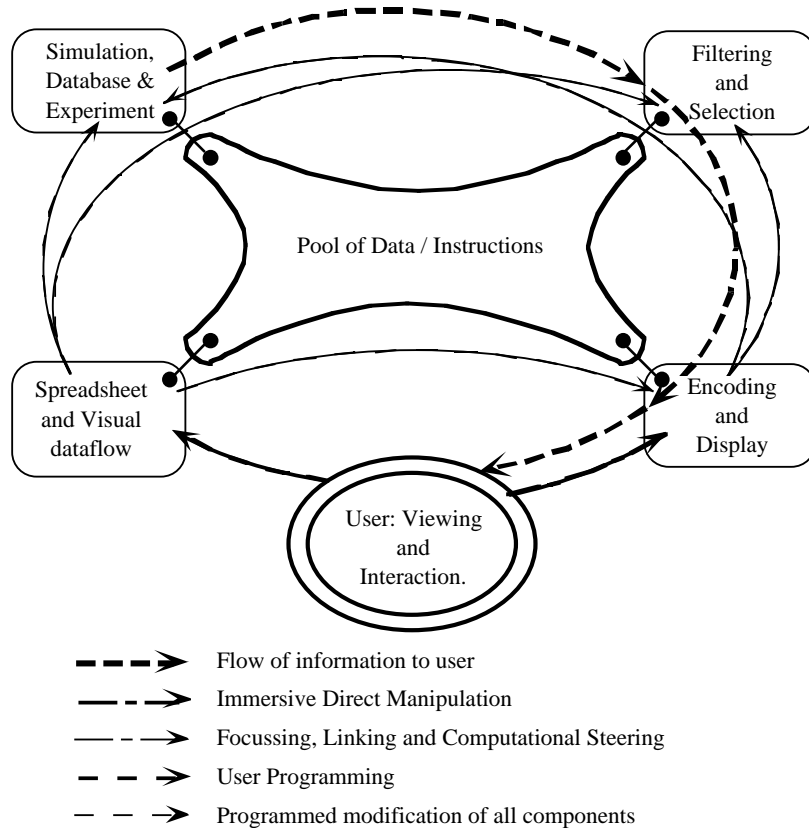 Simulation,
Database &
Experiment
Filtering
and
Selection
Pool of Data / Instructions
Spreadsheet
and Visual
dataflow
Encoding
and
Display
User: Viewing
and
Interaction.
Flow of information to user
Immersive Direct Manipulation
Focussing, Linking and Computational Steering
User Programming
Programmed modification of all components